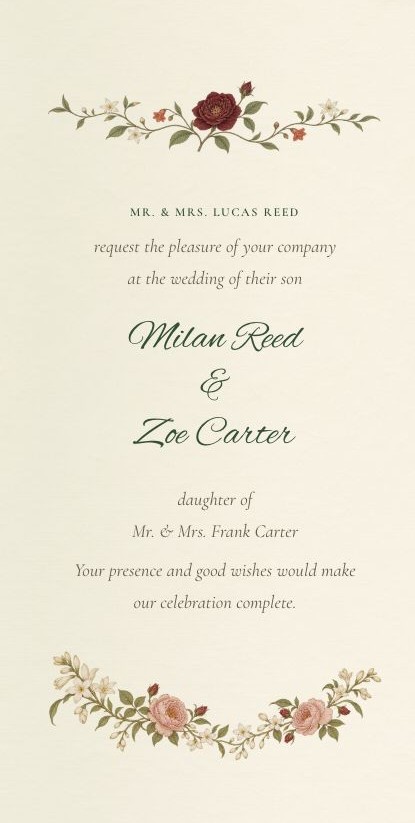 MR. & MRS. LUCAS REED
request the pleasure of your company
at the wedding of their son
Milan Reed
&
Zoe Carter
daughter of
Mr. & Mrs. Frank Carter
Your presence and good wishes would make
our celebration complete.